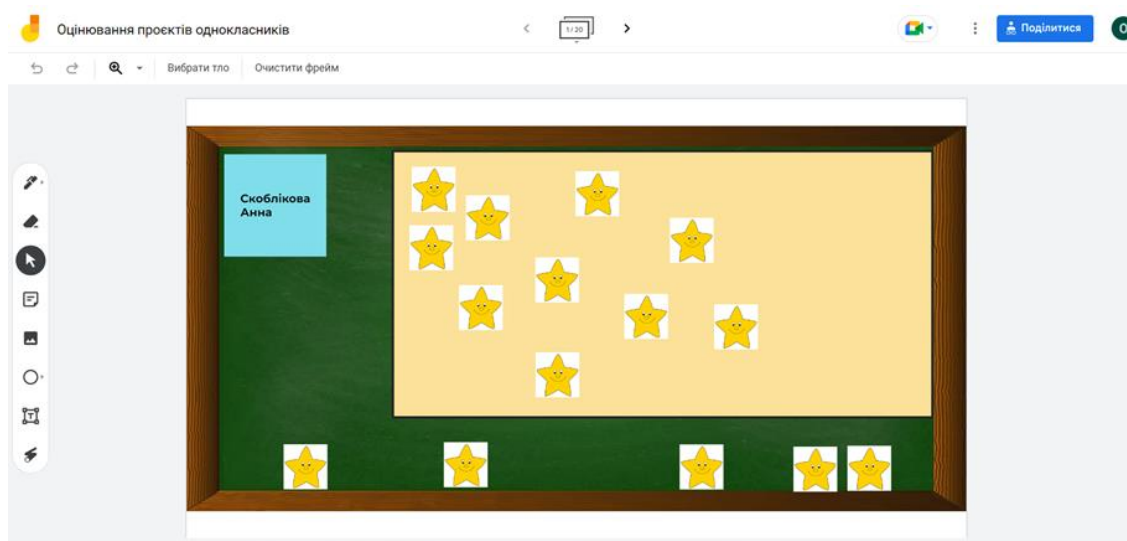 Оцінювання проєктів однокласників
1/20
Поділитися
О
Вибрати тло
Очистити фрейм
Скоблікова
Анна
T